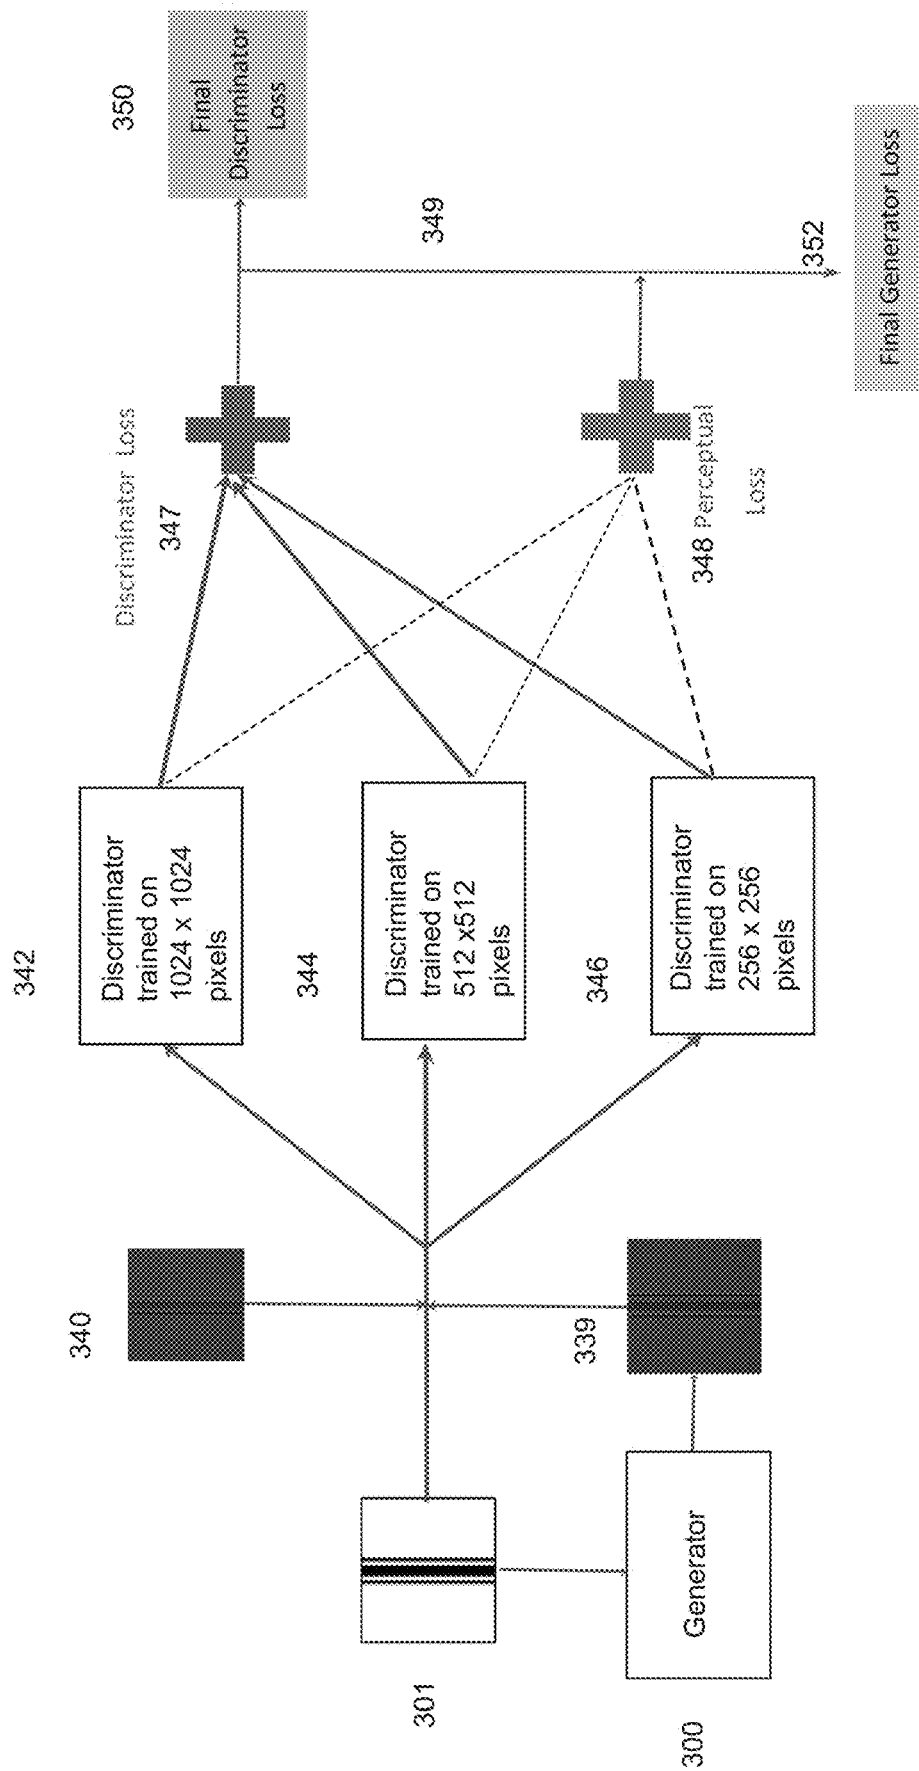 350
Final
Discriminator
Loss
349
352
Final Generator Loss
Discriminator Loss
347
348 Perceptual
Loss
342
Discriminator
trained on
1024 x 1024
pixels
344
Discriminator
trained on
512 x512
pixels
346
Discriminator
trained on
256 x 256
pixels
340
339
301
300
Generator